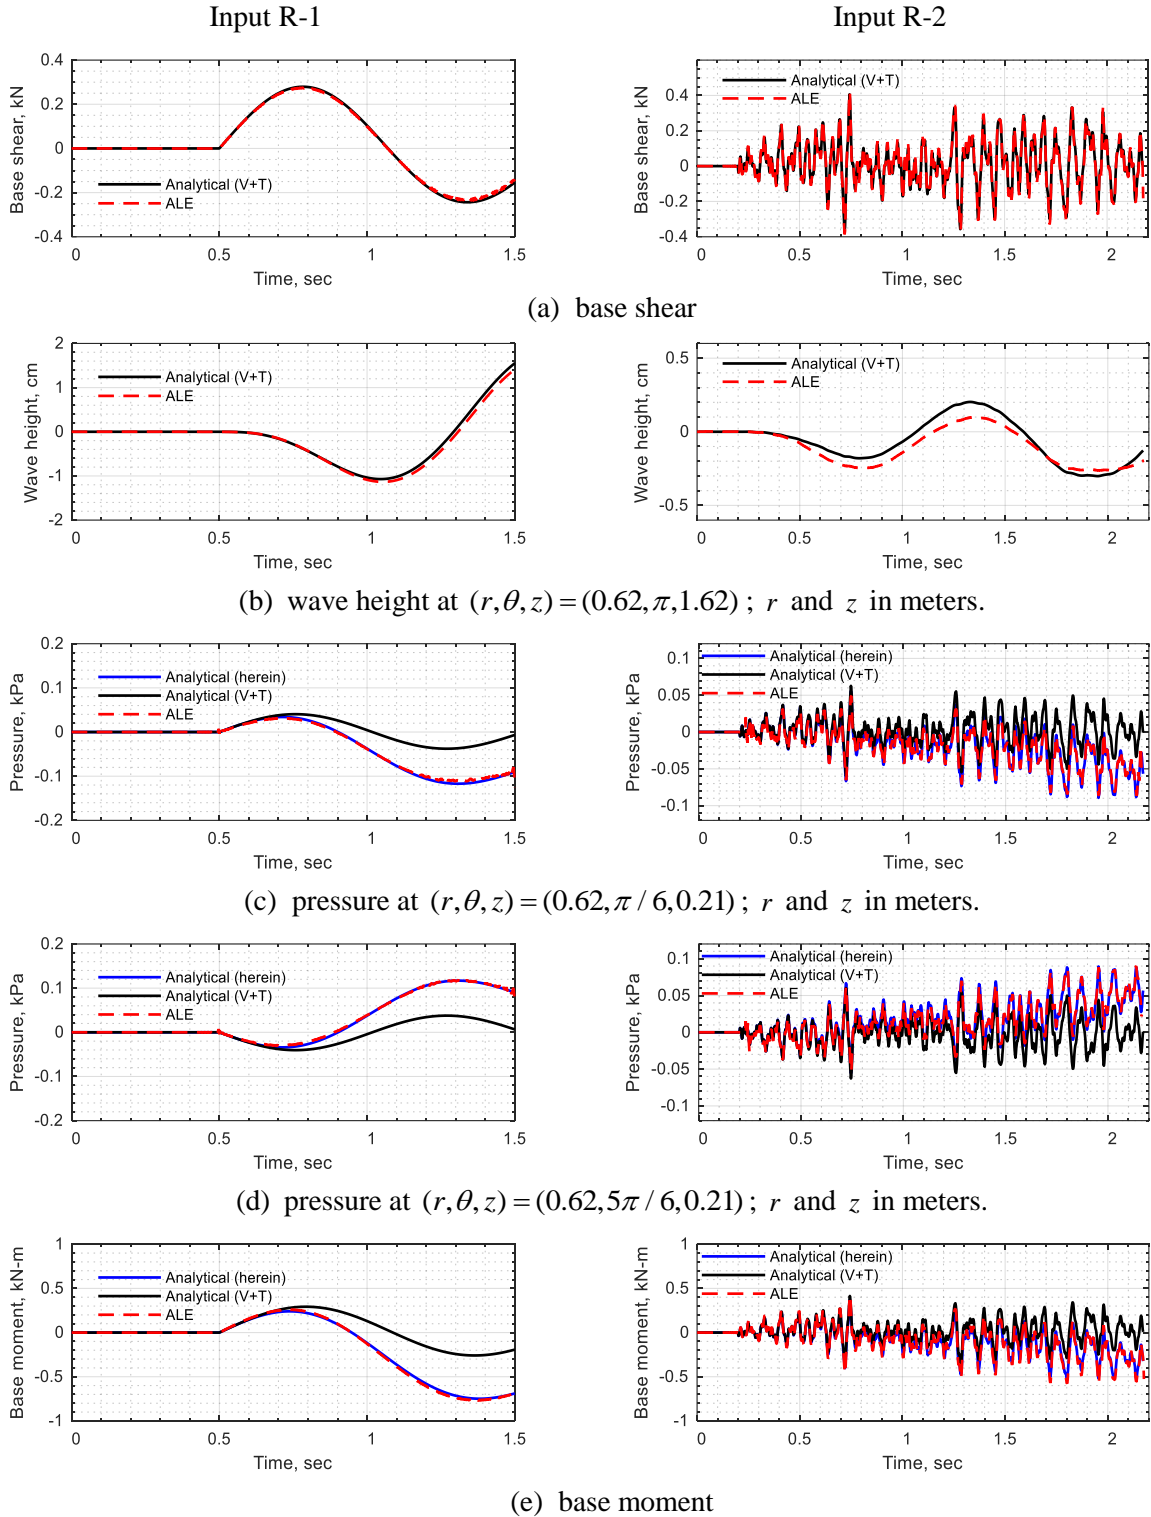 Input R-1
Input R-2
0.4
0.2
0
-0.2
-0.4
Base shear, kN
Analytical (V+T)
ALE
0
0.5
1
1.5
Time, sec
0.4
0.2
0
-0.2
-0.4
Base shear, kN
Analytical (V+T)
ALE
0
0.5
1
1.5
2
Time, sec
(a) base shear
2
1
0
-1
-2
Wave height, cm
Analytical (V+T)
ALE
0
0.5
1
1.5
Time, sec
0.5
0
-0.5
Wave height, cm
Analytical (V+T)
ALE
0
0.5
1
1.5
2
Time, sec
(b) wave height at (r,θ,z)=(0.62,π,1.62); r and z in meters.
0.2
0.1
0
-0.1
-0.2
Pressure, kPa
Analytical (herein)
Analytical (V+T)
ALE
0
0.5
1
1.5
Time, sec
0.1
0.05
0
-0.05
-0.1
Pressure, kPa
Analytical (herein)
Analytical (V+T)
ALE
0
0.5
1
1.5
2
Time, sec
(c) pressure at (r,θ,z)=(0.62,π/6,0.21); r and z in meters.
0.2
0.1
0
-0.1
-0.2
Pressure, kPa
Analytical (herein)
Analytical (V+T)
ALE
0
0.5
1
1.5
Time, sec
0.1
0.05
0
-0.05
-0.1
Pressure, kPa
Analytical (herein)
Analytical (V+T)
ALE
0
0.5
1
1.5
2
Time, sec
(d) pressure at (r,θ,z)=(0.62,5π/6,0.21); r and z in meters.
1
0.5
0
-0.5
-1
Base moment, kN-m
Analytical (herein)
Analytical (V+T)
ALE
0
0.5
1
1.5
Time, sec
1
0.5
0
-0.5
-1
Base moment, kN-m
Analytical (herein)
Analytical (V+T)
ALE
0
0.5
1
1.5
2
Time, sec
(e) base moment